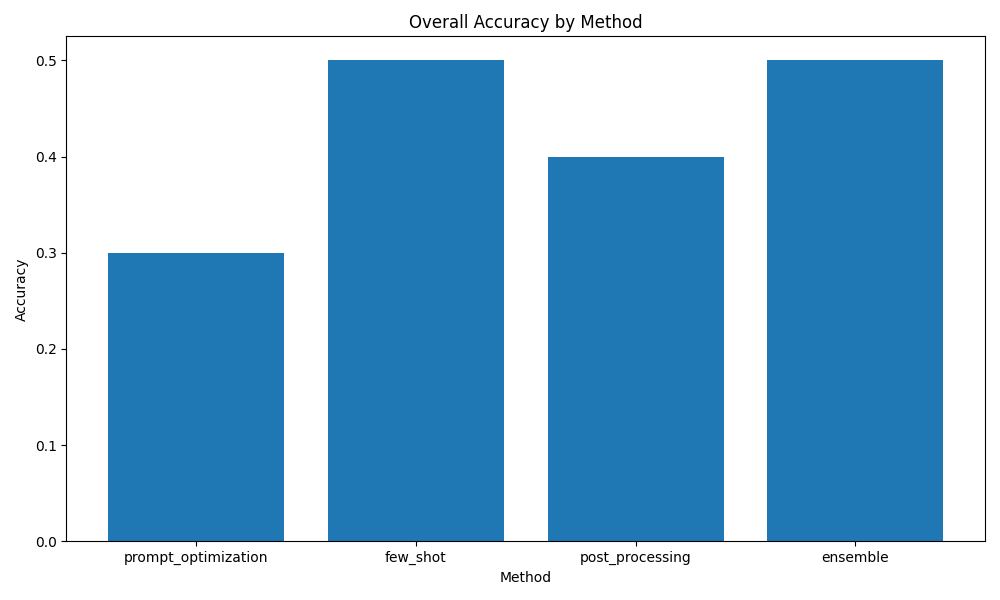 Overall Accuracy by Method
Accuracy
0.5
0.4
0.3
0.2
0.1
0.0
prompt_optimization few_shot post_processing ensemble
Method